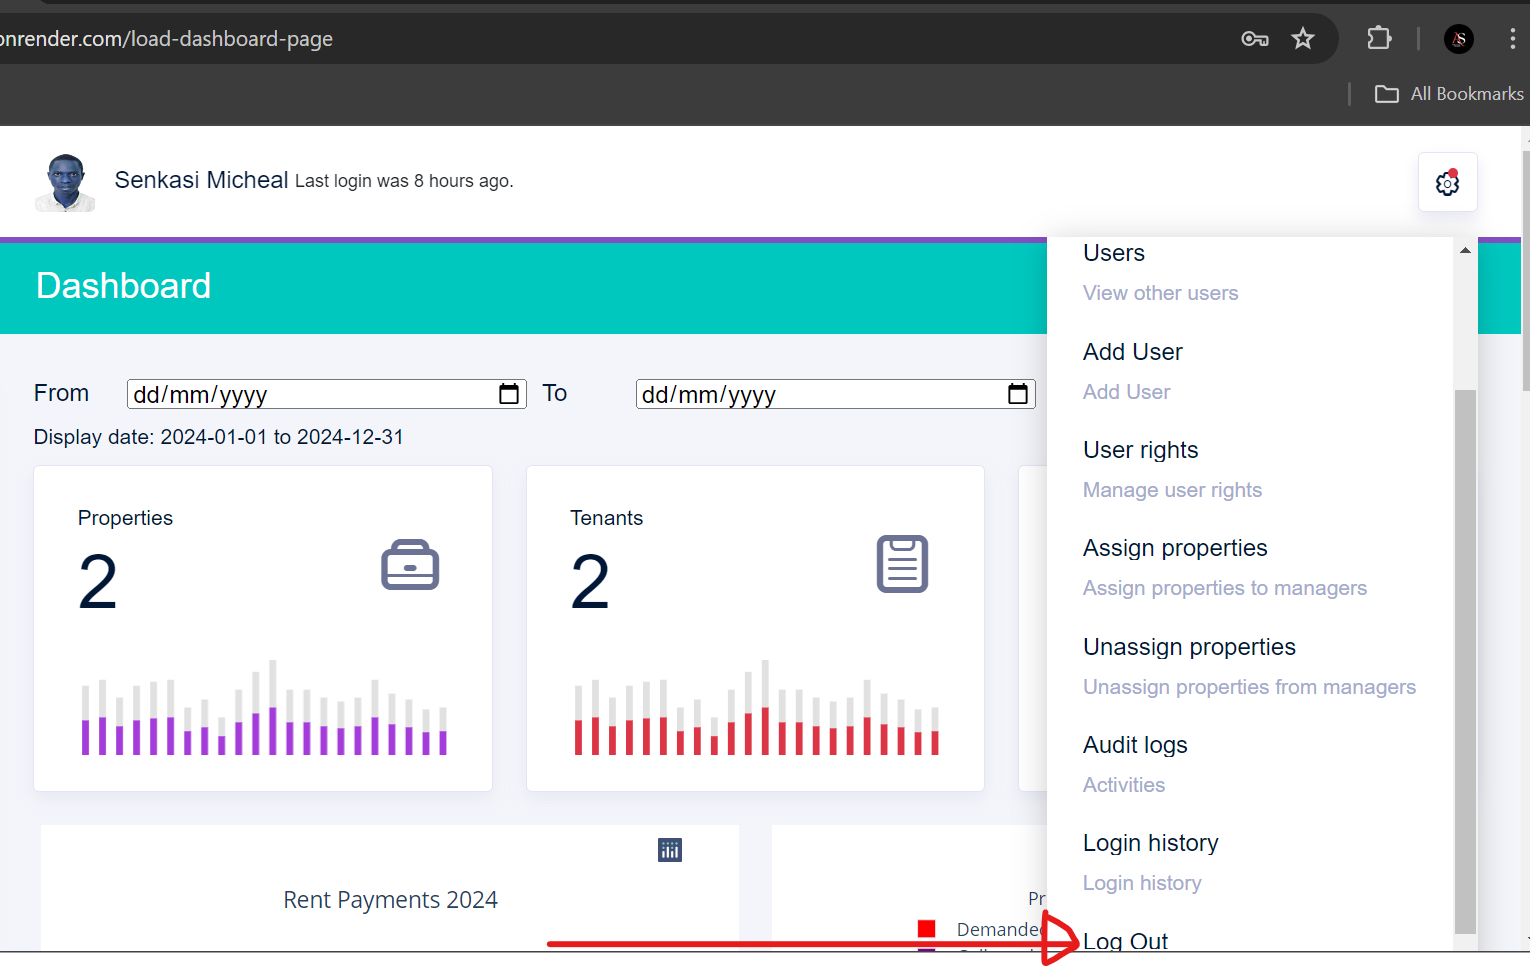 onrender.com/load-dashboard-page
All Bookmarks
Senkasi Micheal Last login was 8 hours ago.
Dashboard
From dd/mm/yyyy To dd/mm/yyyy
Display date: 2024-01-01 to 2024-12-31
Properties
2
Tenants
2
Rent Payments 2024
Pr
Demanded
Users
View other users
Add User
Add User
User rights
Manage user rights
Assign properties
Assign properties to managers
Unassign properties
Unassign properties from managers
Audit logs
Activities
Login history
Login history
Log Out